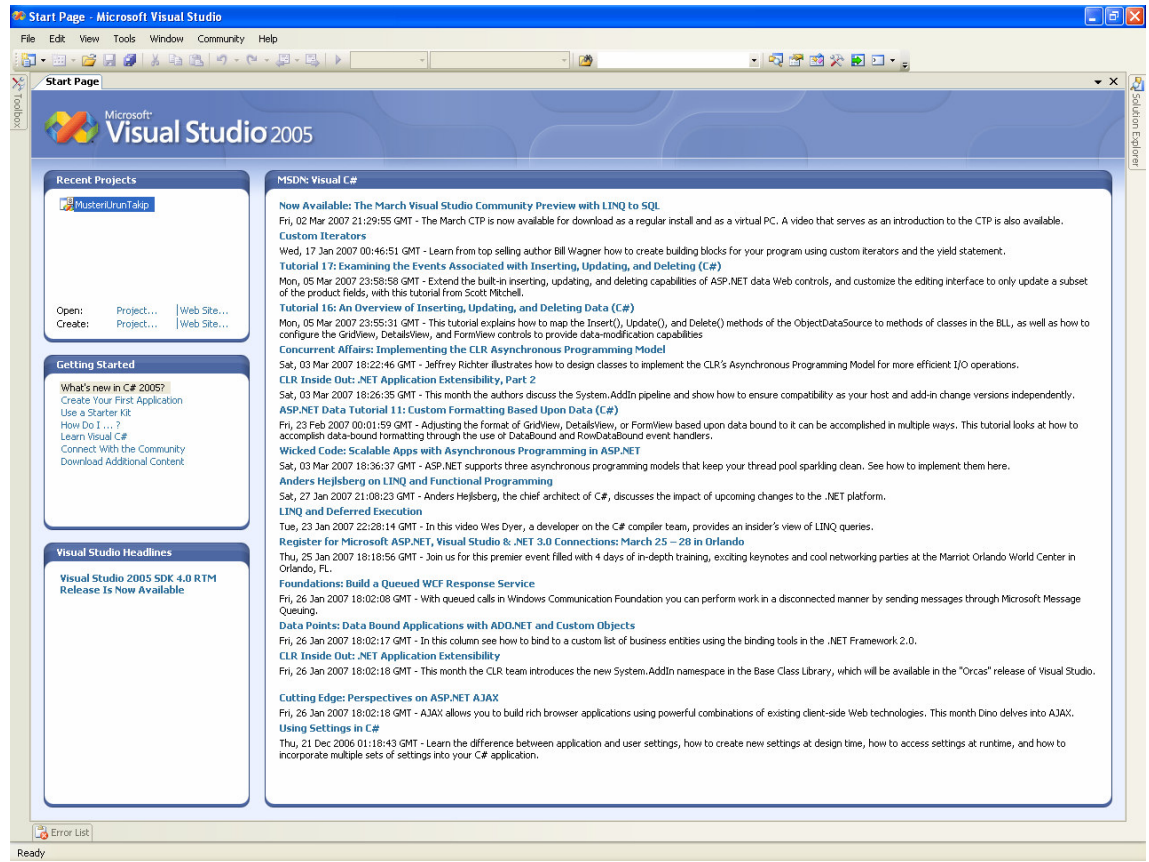 Start Page - Microsoft Visual Studio
File Edit View Tools Window Community Help
Start Page
Toolbox
Solution Explorer
Microsoft
Visual Studio 2005
Recent Projects
MusteriUrunTakip
Open: Project... Web Site...
Create: Project... Web Site...
Getting Started
What's new in C# 2005?
Create Your First Application
Use a Starter Kit
How Do I ... ?
Learn Visual C#
Connect With the Community
Download Additional Content
Visual Studio Headlines
Visual Studio 2005 SDK 4.0 RTM
Release Is Now Available
MSDN: Visual C#
Now Available: The March Visual Studio Community Preview with LINQ to SQL
Fri, 02 Mar 2007 21:29:55 GMT - The March CTP is now available for download as a regular install and as a virtual PC. A video that serves as an introduction to the CTP is also available.
Custom Iterators
Wed, 17 Jan 2007 00:46:51 GMT - Learn from top selling author Bill Wagner how to create building blocks for your program using custom iterators and the yield statement.
Tutorial 17: Examining the Events Associated with Inserting, Updating, and Deleting (C#)
Mon, 05 Mar 2007 23:58:58 GMT - Extend the built-in inserting, updating, and deleting capabilities of ASP.NET data Web controls, and customize the editing interface to only update a subset
of the product fields, with this tutorial from Scott Mitchell.
Tutorial 16: An Overview of Inserting, Updating, and Deleting Data (C#)
Mon, 05 Mar 2007 23:55:31 GMT - This tutorial explains how to map the Insert(), Update(), and Delete() methods of the ObjectDataSource to methods of classes in the BLL, as well as how to
configure the GridView, DetailsView, and FormView controls to provide data-modification capabilities
Concurrent Affairs: Implementing the CLR Asynchronous Programming Model
Sat, 03 Mar 2007 18:22:46 GMT - Jeffrey Richter illustrates how to design classes to implement the CLR's Asynchronous Programming Model for more efficient I/O operations.
CLR Inside Out: .NET Application Extensibility, Part 2
Sat, 03 Mar 2007 18:26:35 GMT - This month the authors discuss the System.AddIn pipeline and show how to ensure compatibility as your host and add-in change versions independently.
ASP.NET Data Tutorial 11: Custom Formatting Based Upon Data (C#)
Fri, 23 Feb 2007 00:01:59 GMT - Adjusting the format of GridView, DetailsView, or FormView based upon data bound to it can be accomplished in multiple ways. This tutorial looks at how to
accomplish data-bound formatting through the use of DataBound and RowDataBound event handlers.
Wicked Code: Scalable Apps with Asynchronous Programming in ASP.NET
Sat, 03 Mar 2007 18:36:37 GMT - ASP.NET supports three asynchronous programming models that keep your thread pool sparkling clean. See how to implement them here.
Anders Hejlsberg on LINQ and Functional Programming
Sat, 27 Jan 2007 21:08:23 GMT - Anders Hejlsberg, the chief architect of C#, discusses the impact of upcoming changes to the .NET platform.
LINQ and Deferred Execution
Tue, 23 Jan 2007 22:28:14 GMT - In this video Wes Dyer, a developer on the C# compiler team, provides an insider's view of LINQ queries.
Register for Microsoft ASP.NET, Visual Studio & .NET 3.0 Connections: March 25 – 28 in Orlando
Thu, 25 Jan 2007 18:18:56 GMT - Join us for this premier event filled with 4 days of in-depth training, exciting keynotes and cool networking parties at the Marriot Orlando World Center in
Orlando, FL.
Foundations: Build a Queued WCF Response Service
Fri, 26 Jan 2007 18:02:08 GMT - With queued calls in Windows Communication Foundation you can perform work in a disconnected manner by sending messages through Microsoft Message
Queuing.
Data Points: Data Bound Applications with ADO.NET and Custom Objects
Fri, 26 Jan 2007 18:02:17 GMT - In this column see how to bind to a custom list of business entities using the binding tools in the .NET Framework 2.0.
CLR Inside Out: .NET Application Extensibility
Fri, 26 Jan 2007 18:02:18 GMT - This month the CLR team introduces the new System.AddIn namespace in the Base Class Library, which will be available in the "Orcas" release of Visual Studio.
Cutting Edge: Perspectives on ASP.NET AJAX
Fri, 26 Jan 2007 18:02:18 GMT - AJAX allows you to build rich browser applications using powerful combinations of existing client-side Web technologies. This month Dino delves into AJAX.
Using Settings in C#
Thu, 21 Dec 2006 01:18:43 GMT - Learn the difference between application and user settings, how to create new settings at design time, how to access settings at runtime, and how to
incorporate multiple sets of settings into your C# application.
Error List
Ready